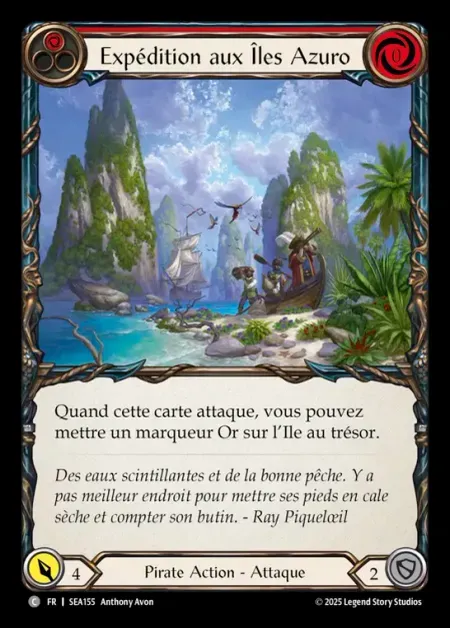 Expédition aux Îles Azuro
0
Quand cette carte attaque, vous pouvez
mettre un marqueur Or sur l'Ile au trésor.
Des eaux scintillantes et de la bonne pêche. Y a
pas meilleur endroit pour mettre ses pieds en cale
sèche et compter son butin. - Ray Piquelœil
4
Pirate Action - Attaque
2
C FR | SEA155 Anthony Avon
© 2025 Legend Story Studios